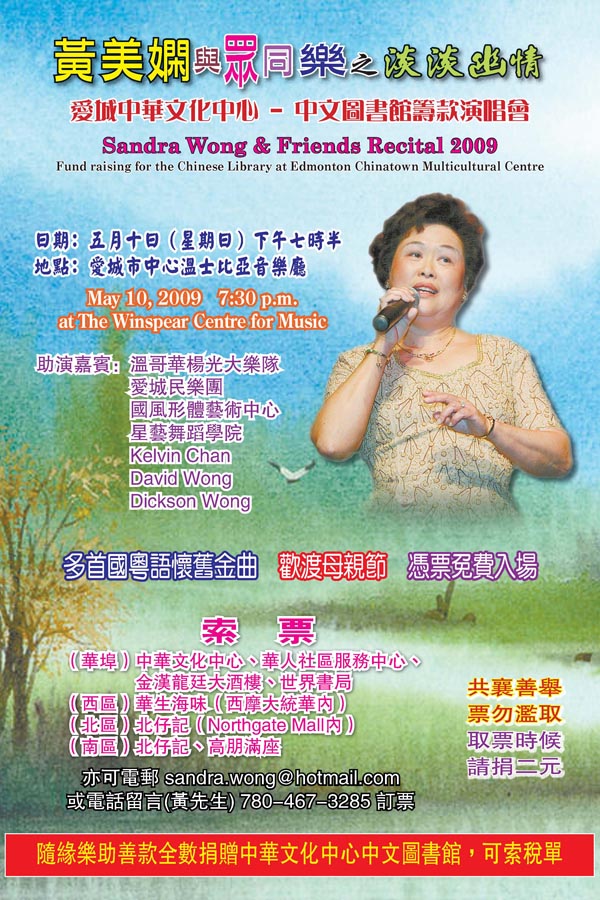 黃美嫻與眾同樂之淡淡幽情
愛城中華文化中心 - 中文圖書館籌款演唱會
Sandra Wong & Friends Recital 2009
Fund raising for the Chinese Library at Edmonton Chinatown Multicultural Centre
日期: 五月十日 (星期日) 下午七時半
地點: 愛城市中心溫士比亞音樂廳
May 10, 2009 7:30 p.m.
at The Winspear Centre for Music
助演嘉賓: 溫哥華楊光大樂隊
愛城民樂團
國風形體藝術中心
星藝舞蹈學院
Kelvin Chan
David Wong
Dickson Wong
多首國粵語懷舊金曲 歡渡母親節 憑票免費入場
索票
(華埠) 中華文化中心、華人社區服務中心、
金漢龍廷大酒樓、世界書局
(西區) 華生海味 (西摩大統華內)
(北區) 北仔記 (Northgate Mall內)
(南區) 北仔記、高朋滿座
共襄善舉
票勿濫取
取票時候
請捐二元
亦可電郵 sandra.wong@hotmail.com
或電話留言(黃先生) 780-467-3285 訂票
隨緣樂助善款全數捐贈中華文化中心中文圖書館，可索稅單